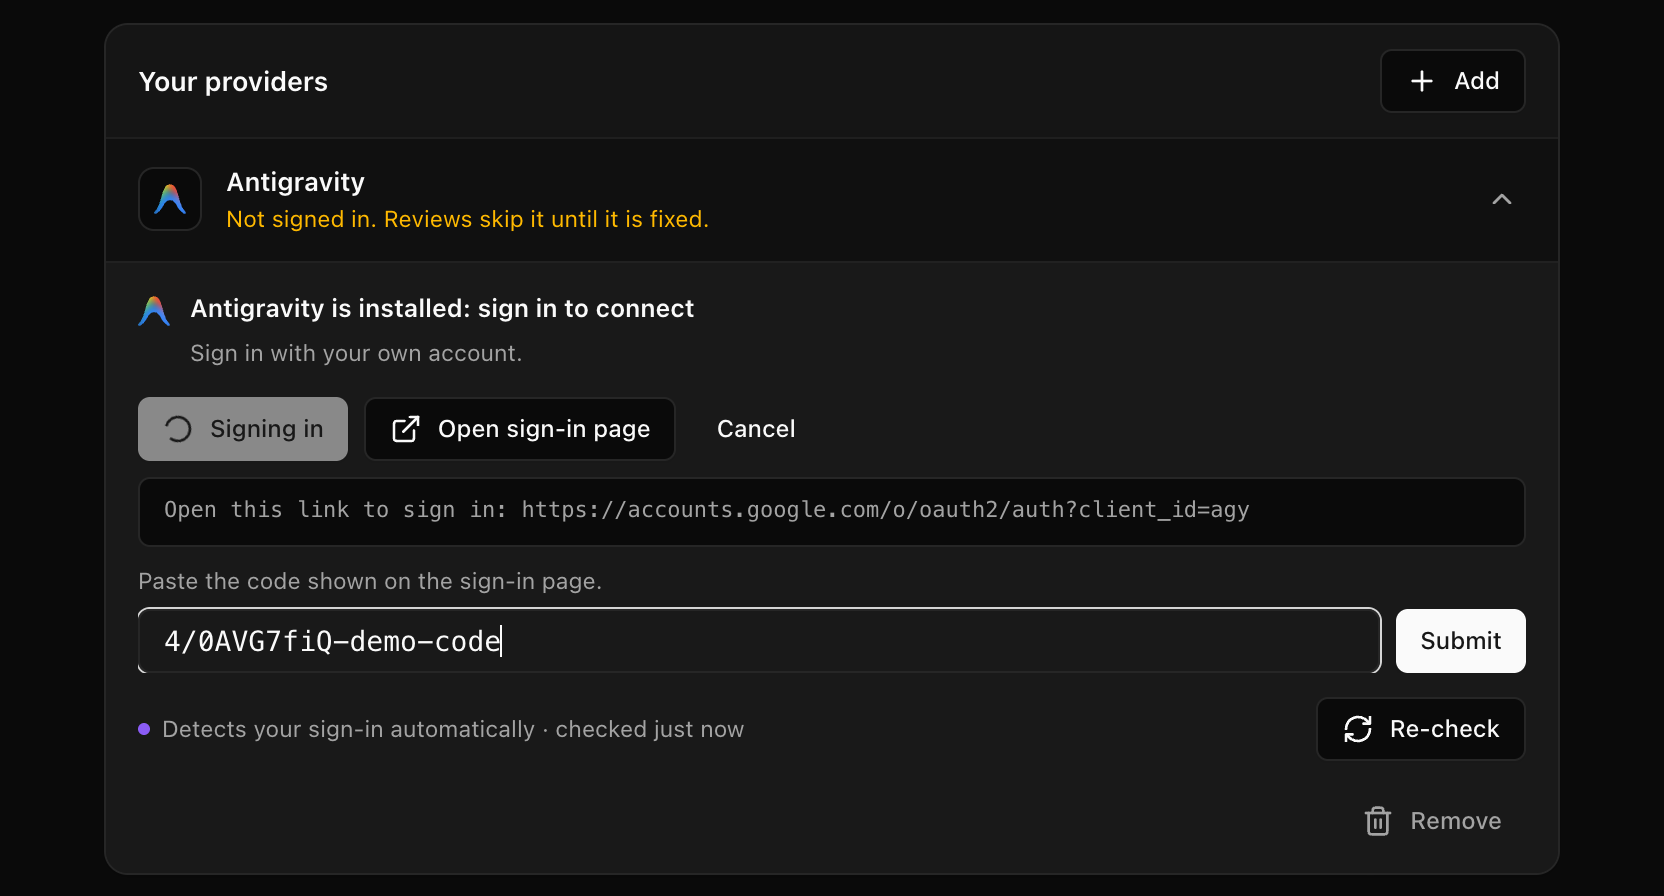 Your providers
Add
Antigravity
Not signed in. Reviews skip it until it is fixed.
Antigravity is installed: sign in to connect
Sign in with your own account.
Signing in
Open sign-in page
Cancel
Open this link to sign in: https://accounts.google.com/o/oauth2/auth?client_id=agy
Paste the code shown on the sign-in page.
4/0AVG7fiQ-demo-code
Submit
Detects your sign-in automatically · checked just now
Re-check
Remove